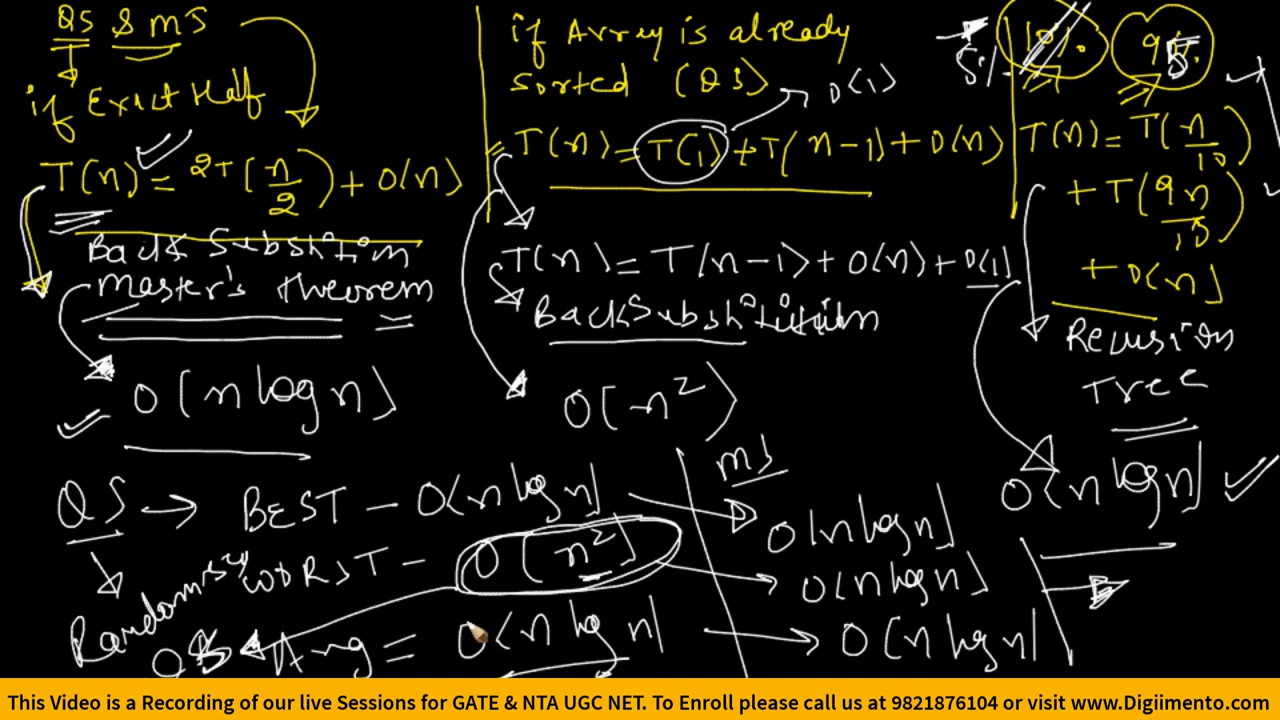 QS & MS
if Exact Half
T(n) = 2T(n/2) + O(n)
Back Substitution
Master's theorem
O(n log n)
if Array is already
Sorted (QS)
O(1)
T(n) = T(1) + T(n-1) + O(n)
T(n) = T(n-1) + O(n) + O(1)
Back Substitution
O(n²)
5%. 10%.
T(n) = T(n/10)
+ T(9n/10)
+ O(n)
Recursion
Tree
O(n log n)
QS → BEST - O(n log n)
WORST - O(n²)
Avg = O(n log n)
Randomised
QS
MS
O(n log n)
O(n log n)
O(n log n)
This Video is a Recording of our live Sessions for GATE & NTA UGC NET. To Enroll please call us at 9821876104 or visit www.Digiimento.com